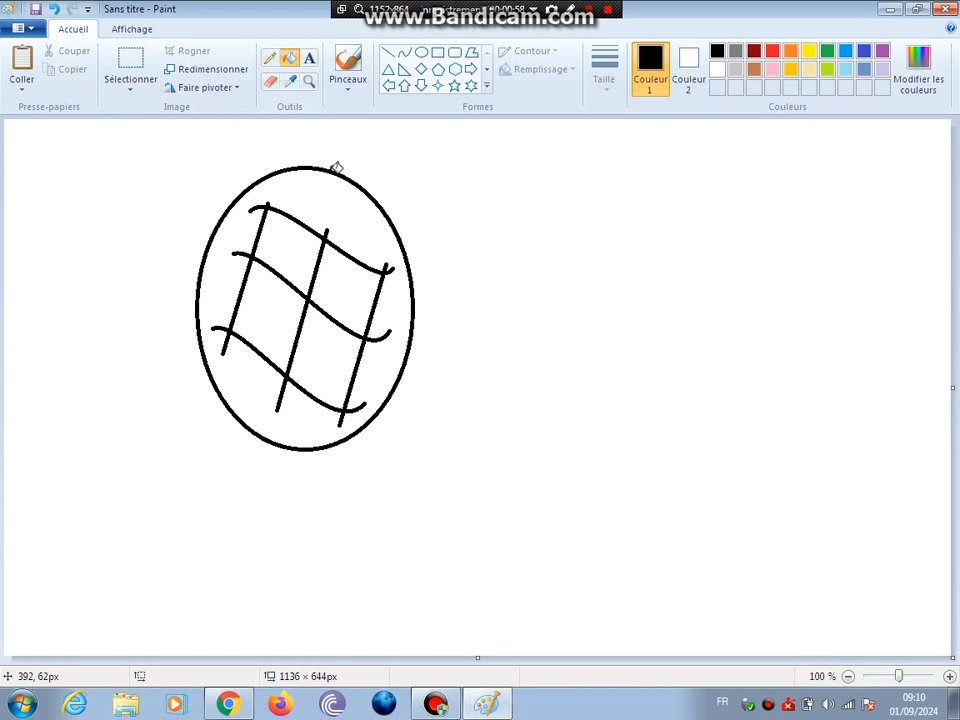 Sans titre - Paint
www.Bandicam.com
Accueil
Affichage
Coller
Couper
Copier
Presse-papiers
Sélectionner
Rogner
Redimensionner
Faire pivoter
Image
A
Outils
Pinceaux
Contour
Remplissage
Formes
Taille
Couleur 1
Couleur 2
Modifier les couleurs
Couleurs
392, 62px
1136 × 644px
100 %
FR
09:10
01/09/2024